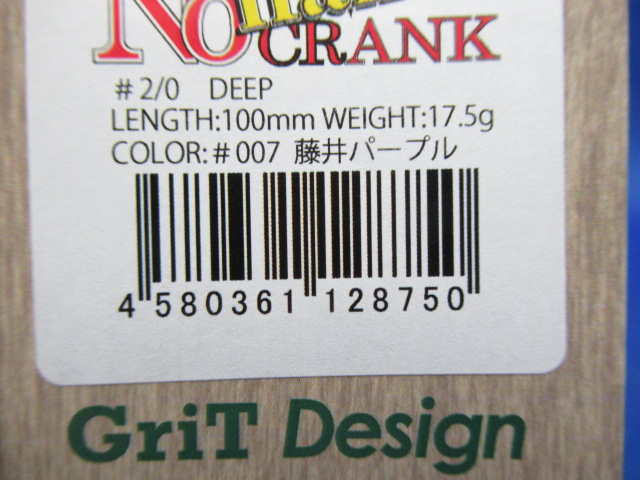 No CRANK
# 2/0 DEEP
LENGTH:100mm WEIGHT:17.5g
COLOR:# 007 藤井パープル
4 580361 128750
GriT Design